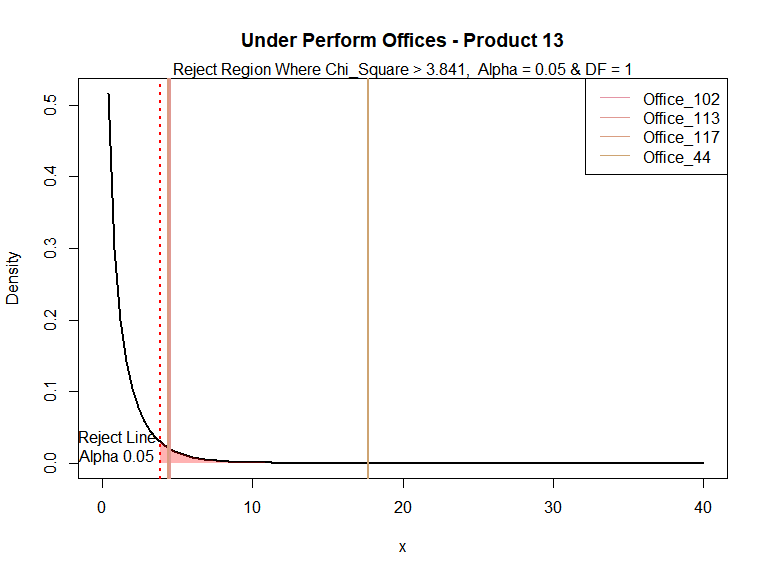 Under Perform Offices - Product 13
Reject Region Where Chi_Square > 3.841,  Alpha = 0.05 & DF = 1
Office_102
Office_113
Office_117
Office_44
0.5
0.4
0.3
0.2
0.1
0.0
Density
Reject Line
Alpha 0.05
0
10
20
30
40
x